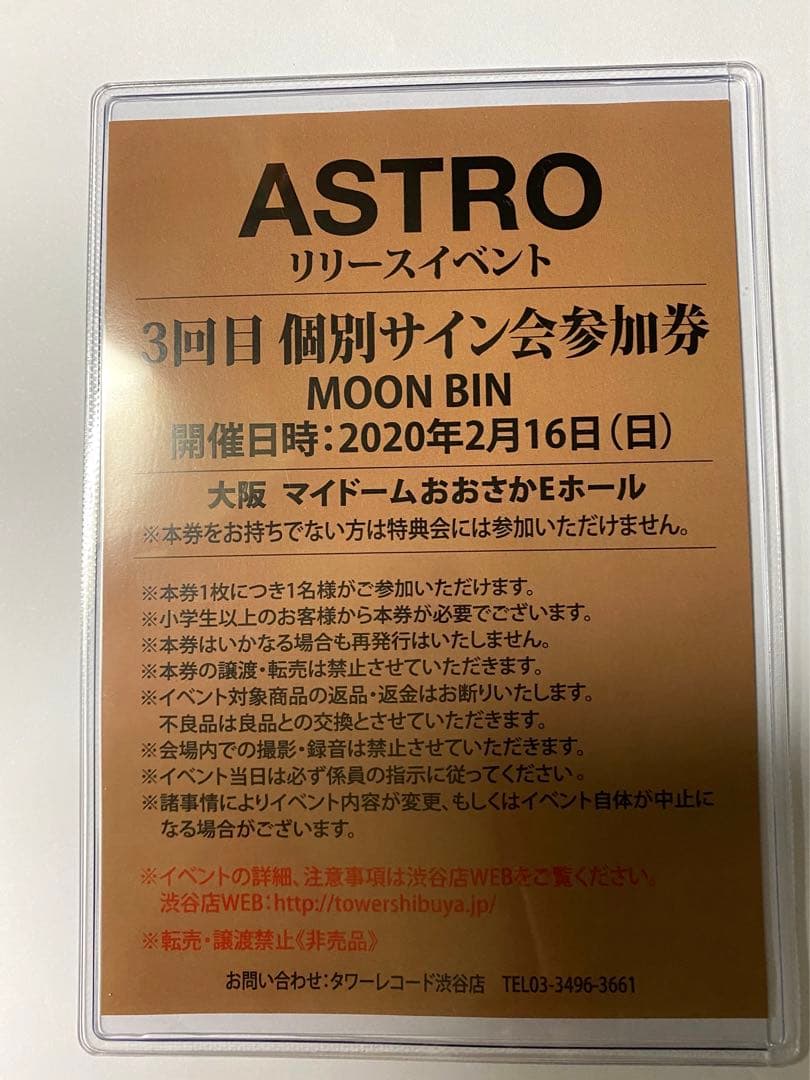 ASTRO
リリースイベント
3回目 個別サイン会参加券
MOON BIN
開催日時：2020年2月16日（日）
大阪 マイドームおおさかEホール
※本券をお持ちでない方は特典会には参加いただけません。
※本券1枚につき1名様がご参加いただけます。
※小学生以上のお客様から本券が必要でございます。
※本券はいかなる場合も再発行はいたしません。
※本券の譲渡・転売は禁止させていただきます。
※イベント対象商品の返品・返金はお断りいたします。
不良品は良品との交換とさせていただきます。
※会場内での撮影・録音は禁止させていただきます。
※イベント当日は必ず係員の指示に従ってください。
※諸事情によりイベント内容が変更、もしくはイベント自体が中止に
なる場合がございます。
※イベントの詳細、注意事項は渋谷店WEBをご覧ください。
渋谷店WEB：http://towershibuya.jp/
※転売・譲渡禁止《非売品》
お問い合わせ：タワーレコード渋谷店 TEL03-3496-3661